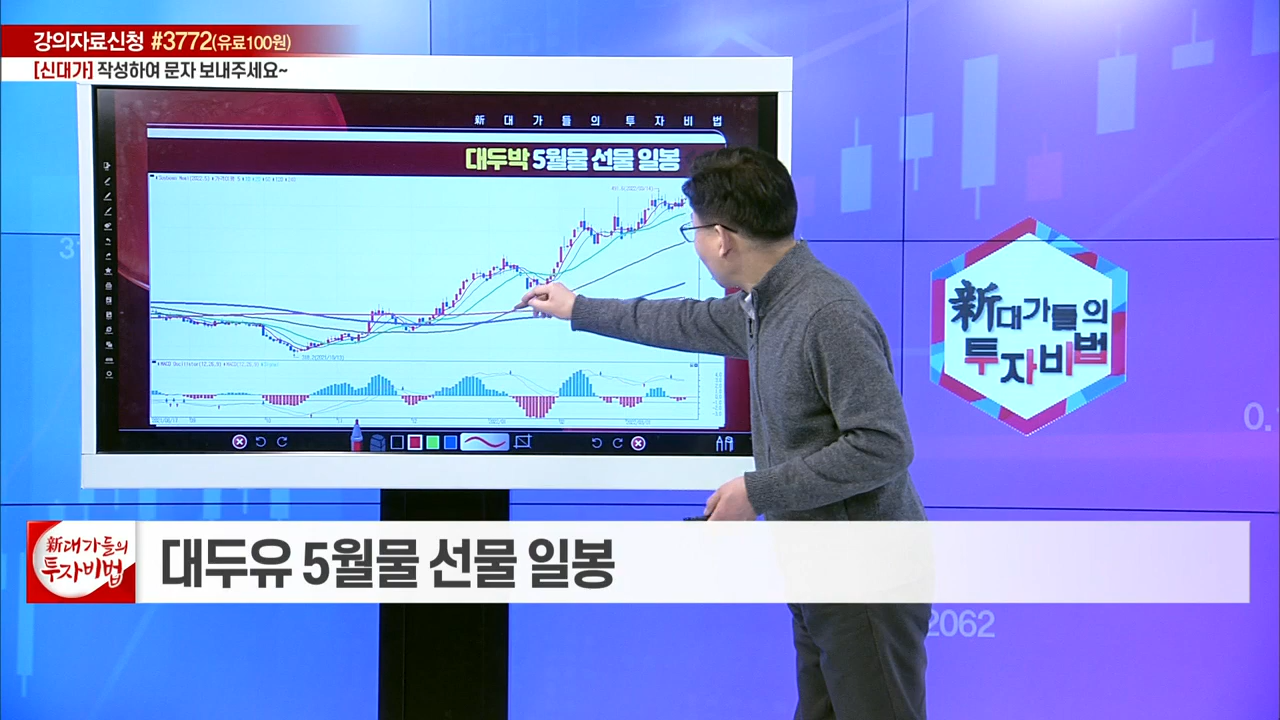 강의자료신청 #3772(유료100원)
[신대가] 작성하여 문자 보내주세요~
新 대 가 들 의 투 자 비 법
대두박 5월물 선물 일봉
新대가들의
투자비법
新대가들의
투자비법
대두유 5월물 선물 일봉
2062
0.